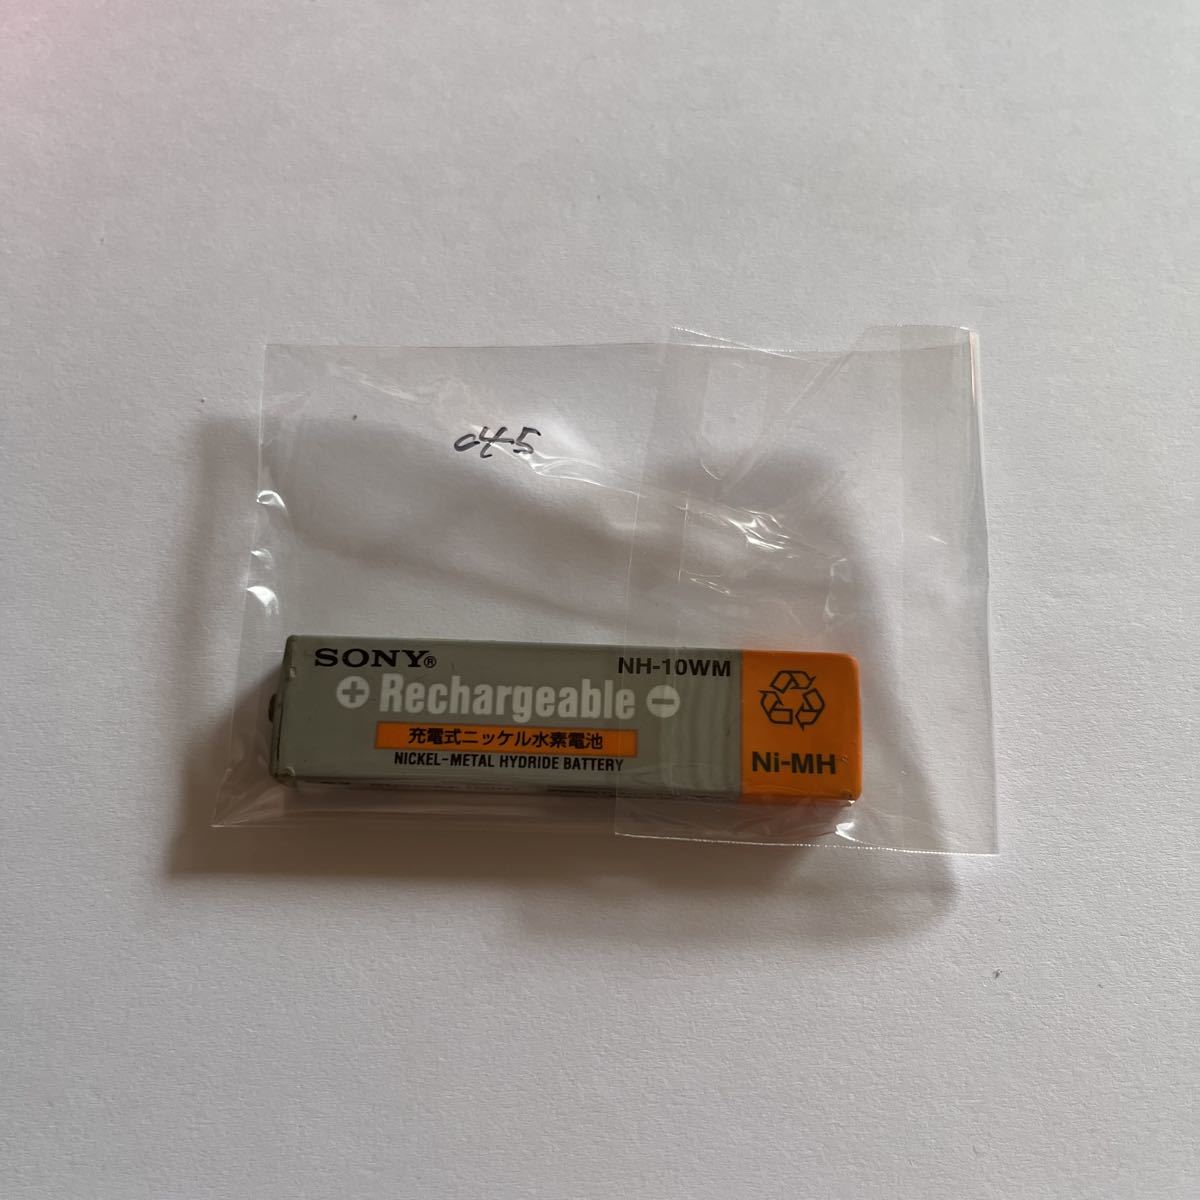 045
SONY®
NH-10WM
+ Rechargeable -
充電式ニッケル水素電池
NICKEL-METAL HYDRIDE BATTERY
Ni-MH